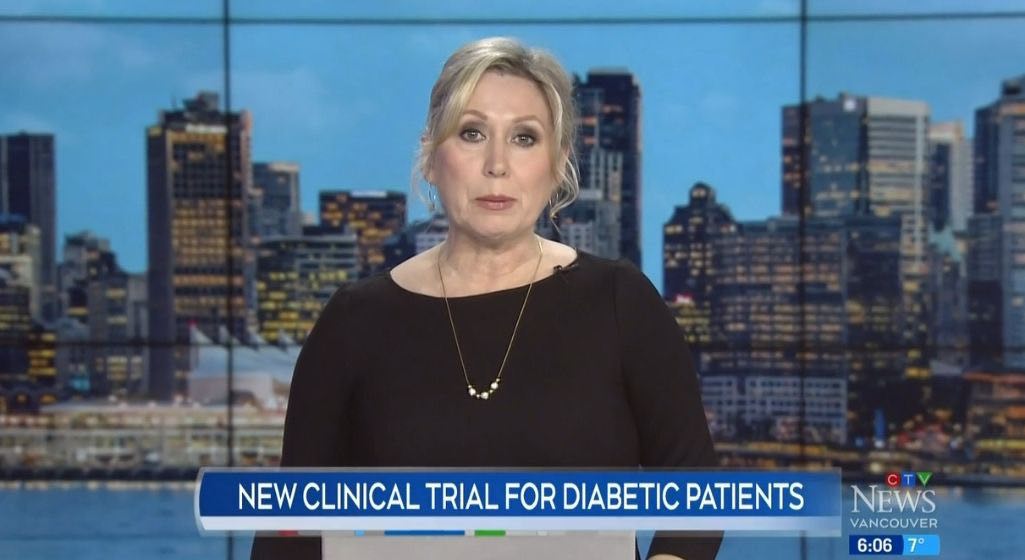 NEW CLINICAL TRIAL FOR DIABETIC PATIENTS
CTV
NEWS
VANCOUVER
6:06 7°